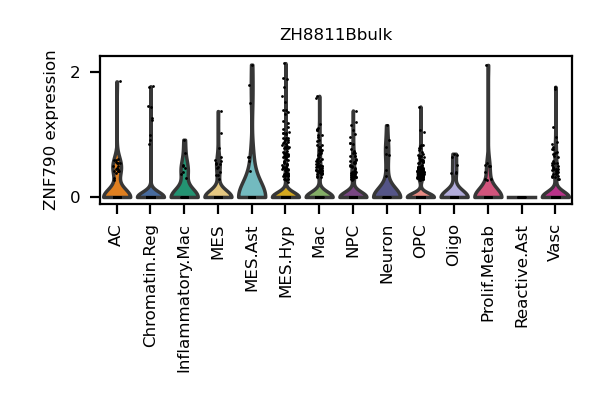 ZH8811Bbulk
ZNF790 expression
2
0
AC
Chromatin.Reg
Inflammatory.Mac
MES
MES.Ast
MES.Hyp
Mac
NPC
Neuron
OPC
Oligo
Prolif.Metab
Reactive.Ast
Vasc